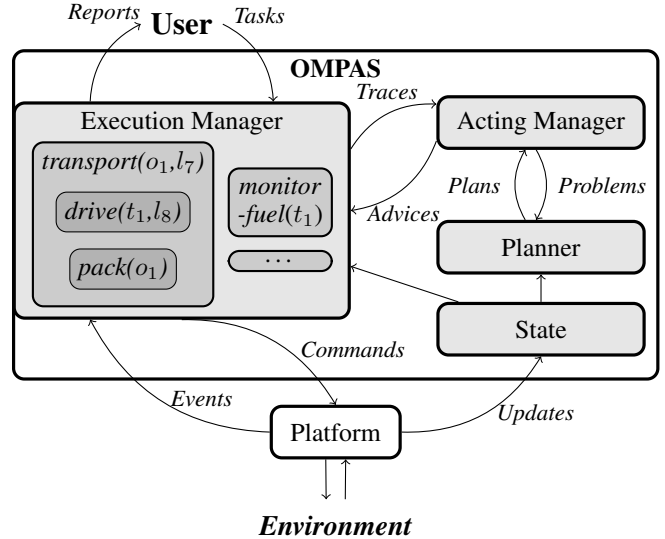 Reports
User
Tasks
OMPAS
Execution Manager
transport(o₁,l₇)
drive(t₁,l₈)
pack(o₁)
monitor
-fuel(t₁)
...
Traces
Advices
Acting Manager
Plans
Problems
Planner
State
Commands
Events
Updates
Platform
Environment